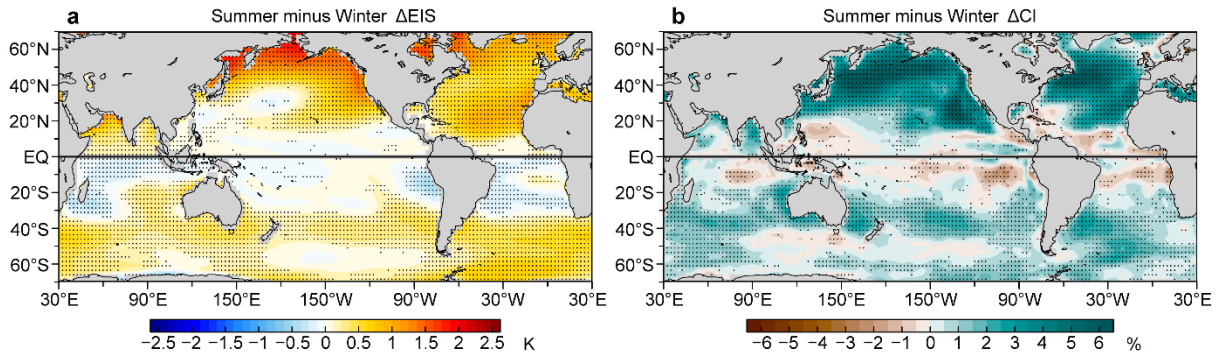 a Summer minus Winter ΔEIS
60°N
40°N
20°N
EQ
20°S
40°S
60°S
30°E 90°E 150°E 150°W 90°W 30°W 30°E
−2.5 −2 −1.5 −1 −0.5 0 0.5 1 1.5 2 2.5 K
b Summer minus Winter ΔCl
60°N
40°N
20°N
EQ
20°S
40°S
60°S
30°E 90°E 150°E 150°W 90°W 30°W 30°E
−6 −5 −4 −3 −2 −1 0 1 2 3 4 5 6 %